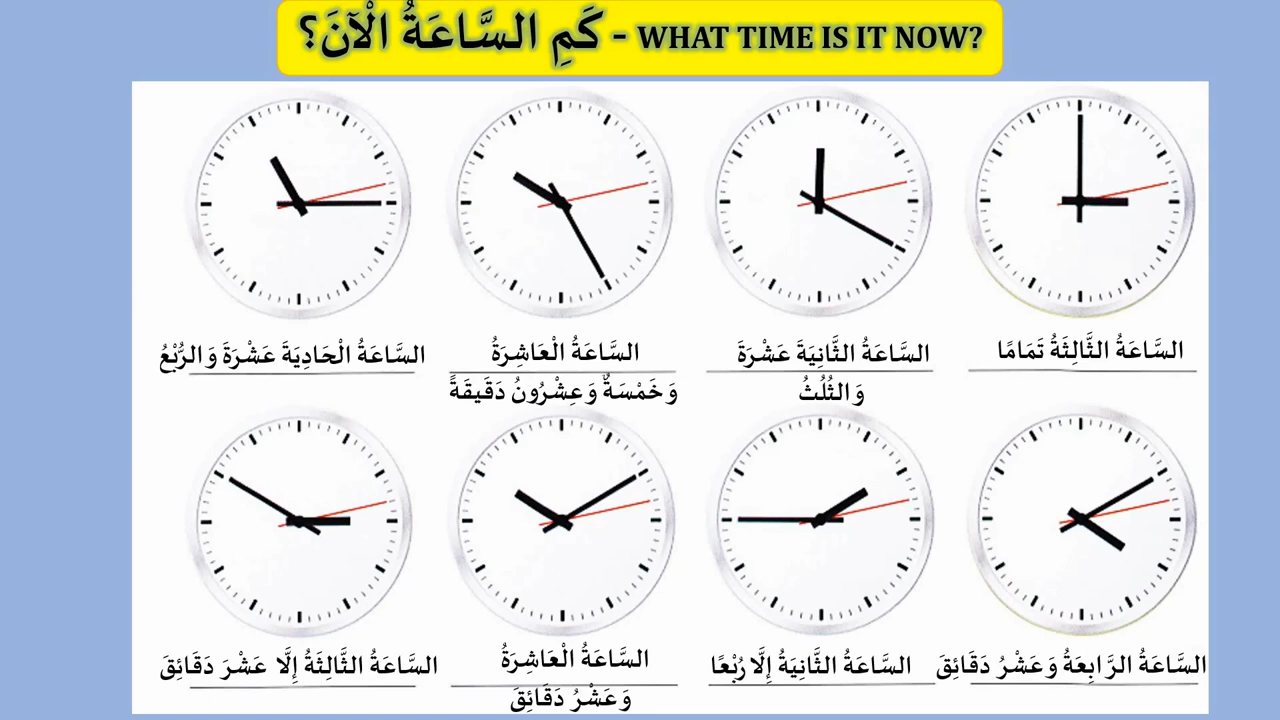 كَمِ السَّاعَةُ الْآنَ؟ - WHAT TIME IS IT NOW?
السَّاعَةُ الثَّالِثَةُ تَمَامًا
السَّاعَةُ الثَّانِيَةَ عَشْرَةَ
وَالثُلُثُ
السَّاعَةُ الْعَاشِرَةُ
وَخَمْسَةٌ وَعِشْرُونُ دَقَيقَةً
السَّاعَةُ الْحَادِيَةَ عَشْرَةَ وَالرُّبْعُ
السَّاعَةُ الرَّابِعَةُ وَعَشْرُ دَقَائِقَ
السَّاعَةُ الثَّانِيَةُ إِلَّا رُبْعًا
السَّاعَةُ الْعَاشِرَةُ
وَعَشْرُ دَقَائِقَ
السَّاعَةُ الثَّالِثَةُ إِلَّا عَشْرَ دَقَائِقَ